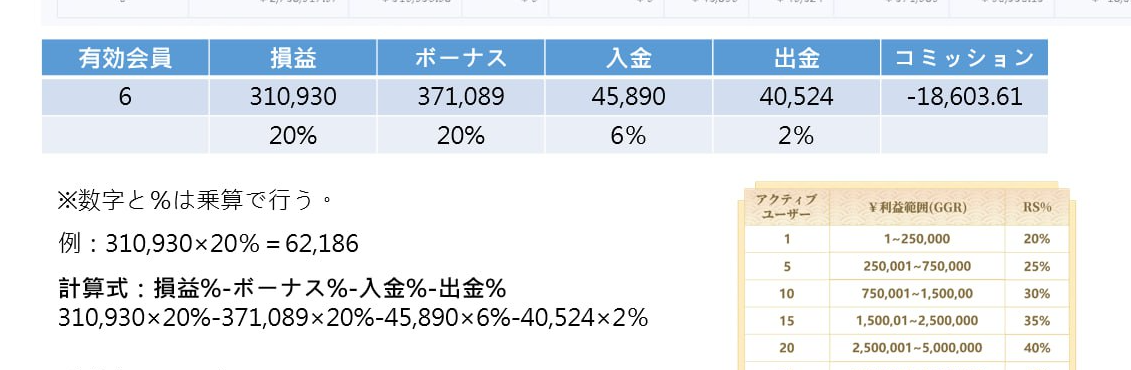 有効会員 損益 ボーナス 入金 出金 コミッション
6 310,930 371,089 45,890 40,524 -18,603.61
20% 20% 6% 2%
※数字と%は乗算で行う。
例：310,930×20%＝62,186
計算式：損益%-ボーナス%-入金%-出金%
310,930×20%-371,089×20%-45,890×6%-40,524×2%
アクティブ
ユーザー ￥利益範囲(GGR) RS%
1 1~250,000 20%
5 250,001~750,000 25%
10 750,001~1,500,00 30%
15 1,500,01~2,500,000 35%
20 2,500,001~5,000,000 40%